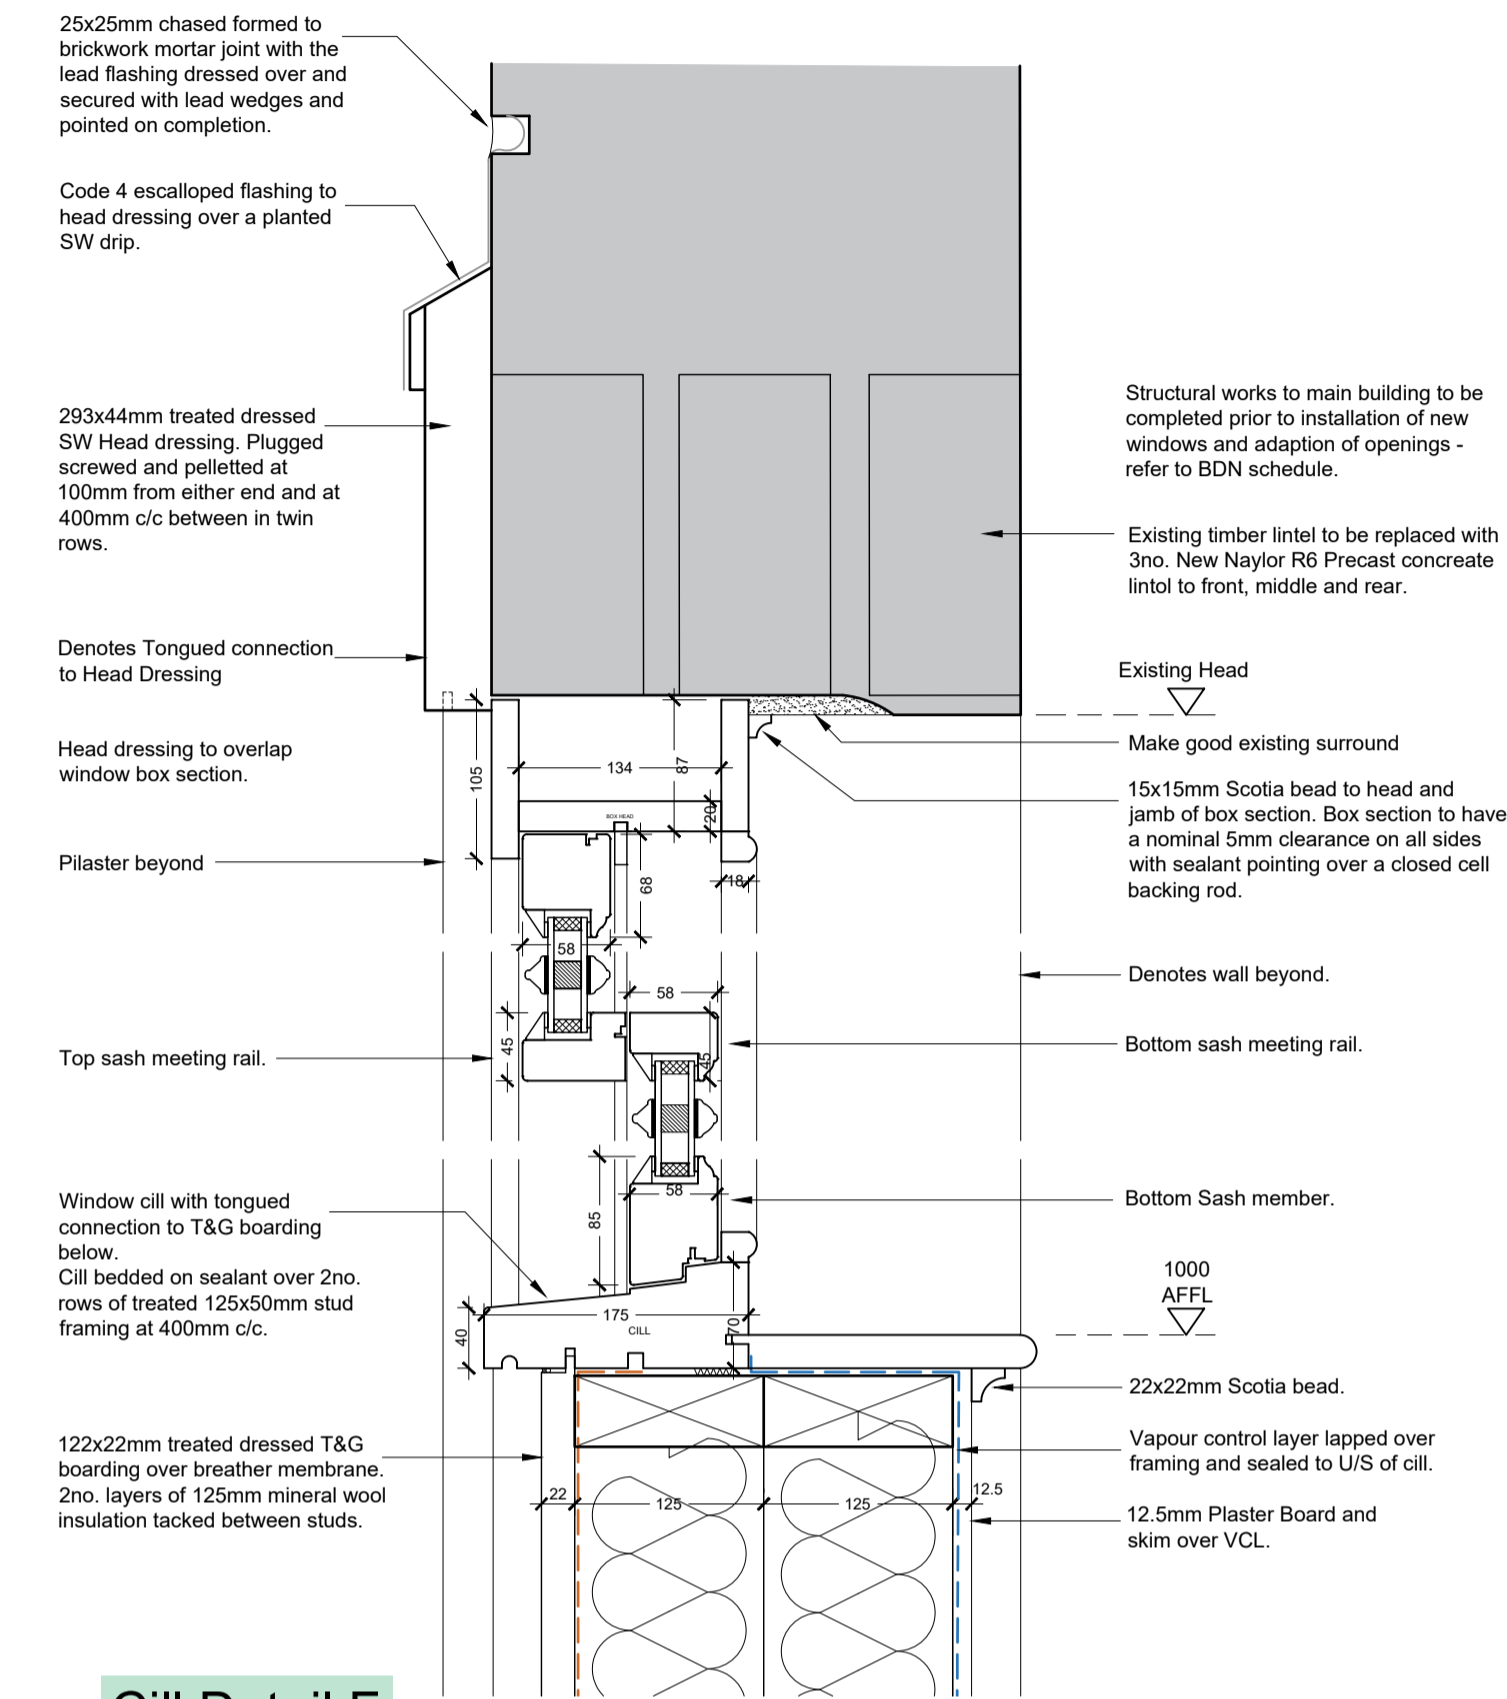 25x25mm chased formed to
brickwork mortar joint with the
lead flashing dressed over and
secured with lead wedges and
pointed on completion.
Code 4 escalloped flashing to
head dressing over a planted
SW drip.
293x44mm treated dressed
SW Head dressing. Plugged
screwed and pelletted at
100mm from either end and at
400mm c/c between in twin
rows.
Structural works to main building to be
completed prior to installation of new
windows and adaption of openings -
refer to BDN schedule.
Existing timber lintel to be replaced with
3no. New Naylor R6 Precast concreate
lintol to front, middle and rear.
Denotes Tongued connection
to Head Dressing
Existing Head
Head dressing to overlap
window box section.
Make good existing surround
15x15mm Scotia bead to head and
jamb of box section. Box section to have
a nominal 5mm clearance on all sides
with sealant pointing over a closed cell
backing rod.
105
134
87
20
BOX HEAD
68
18
Pilaster beyond
58
58
Denotes wall beyond.
45
45
Top sash meeting rail.
Bottom sash meeting rail.
58
85
Bottom Sash member.
Window cill with tongued
connection to T&G boarding
below.
Cill bedded on sealant over 2no.
rows of treated 125x50mm stud
framing at 400mm c/c.
1000
AFFL
175
CILL
70
40
22x22mm Scotia bead.
122x22mm treated dressed T&G
boarding over breather membrane.
2no. layers of 125mm mineral wool
insulation tacked between studs.
Vapour control layer lapped over
framing and sealed to U/S of cill.
22
125
125
12.5
12.5mm Plaster Board and
skim over VCL.
Cill Detail F